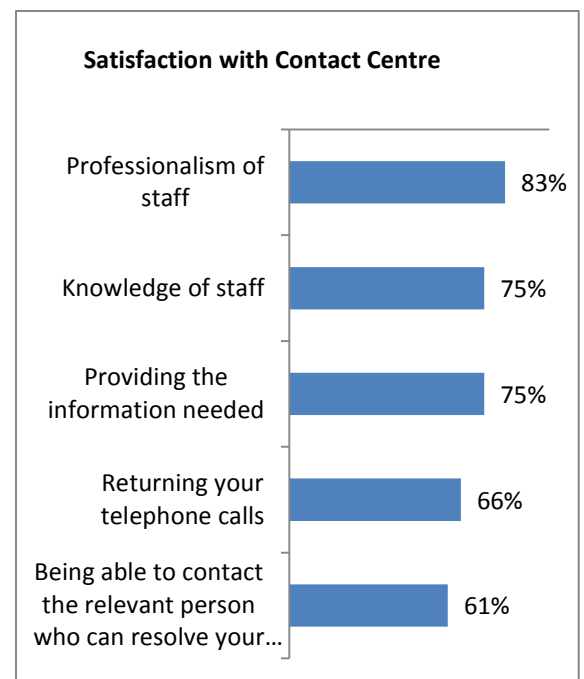 Satisfaction with Contact Centre
Professionalism of
staff
83%
Knowledge of staff
75%
Providing the
information needed
75%
Returning your
telephone calls
66%
Being able to contact
the relevant person
who can resolve your…
61%